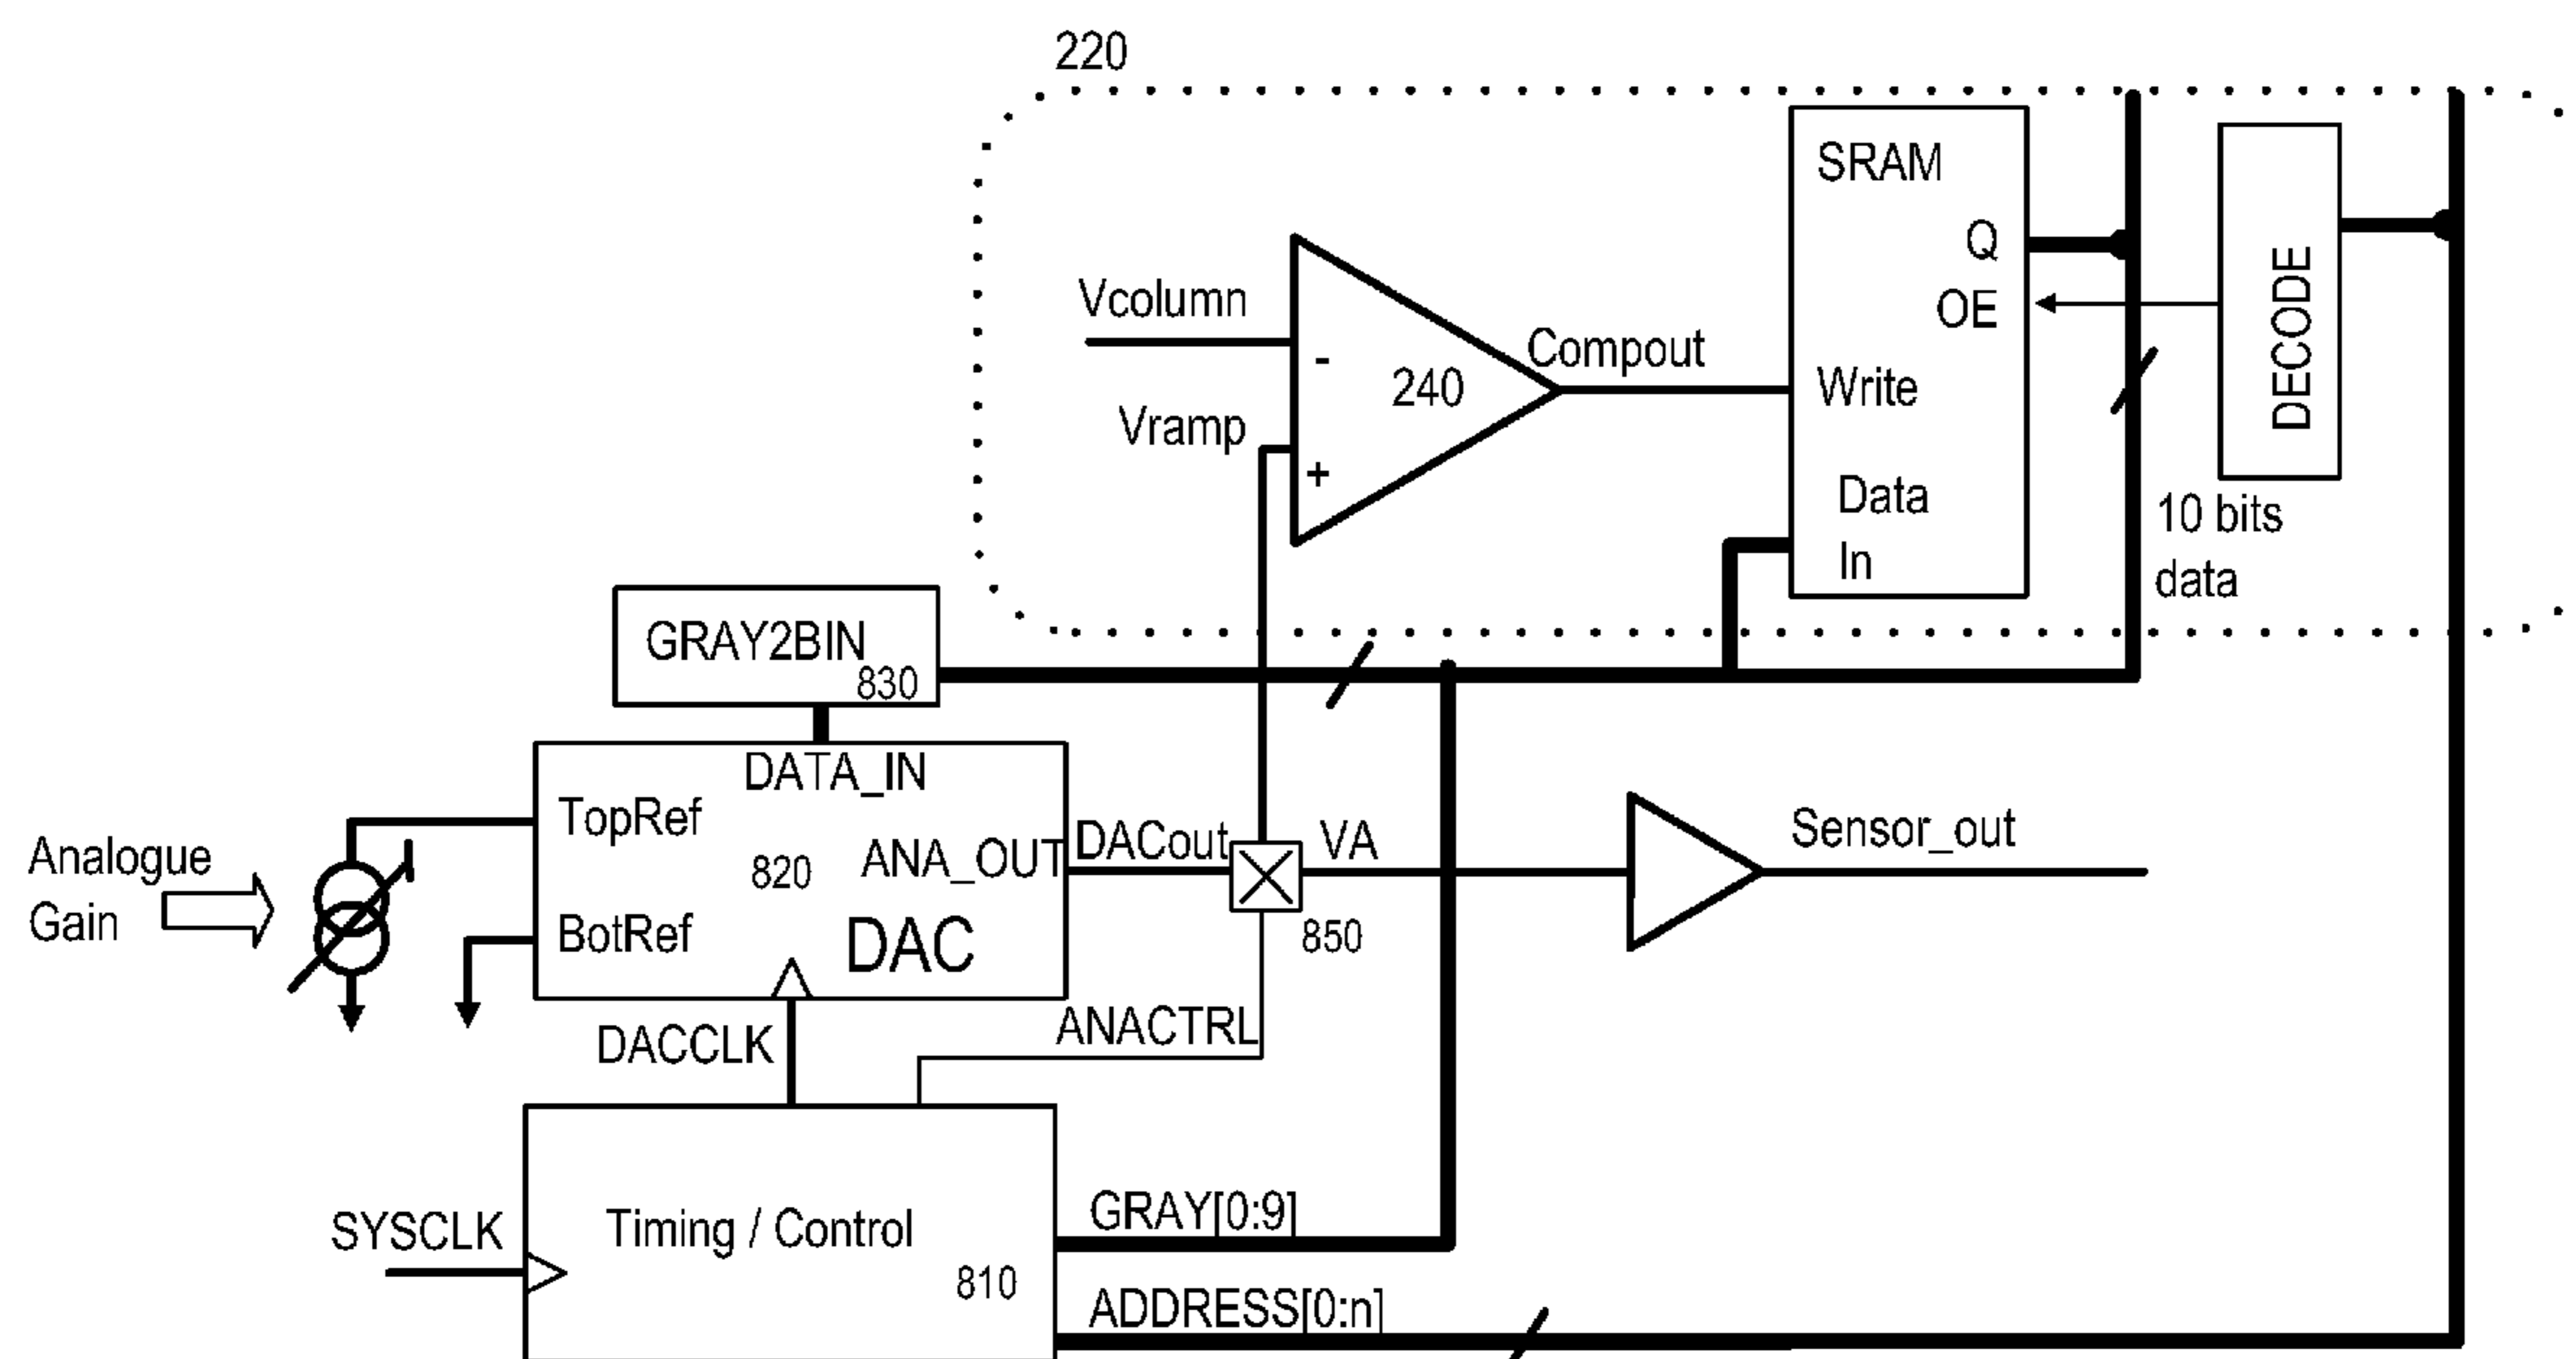 220
SRAM
Q
Vcolumn
OE
DECODE
-
240
Compout
Write
Vramp
+
Data
In
10 bits
data
GRAY2BIN
830
DATA_IN
TopRef
Analogue
Gain
820
ANA_OUT
DACout
VA
Sensor_out
BotRef
DAC
850
DACCLK
ANACTRL
SYSCLK
Timing / Control
810
GRAY[0:9]
ADDRESS[0:n]